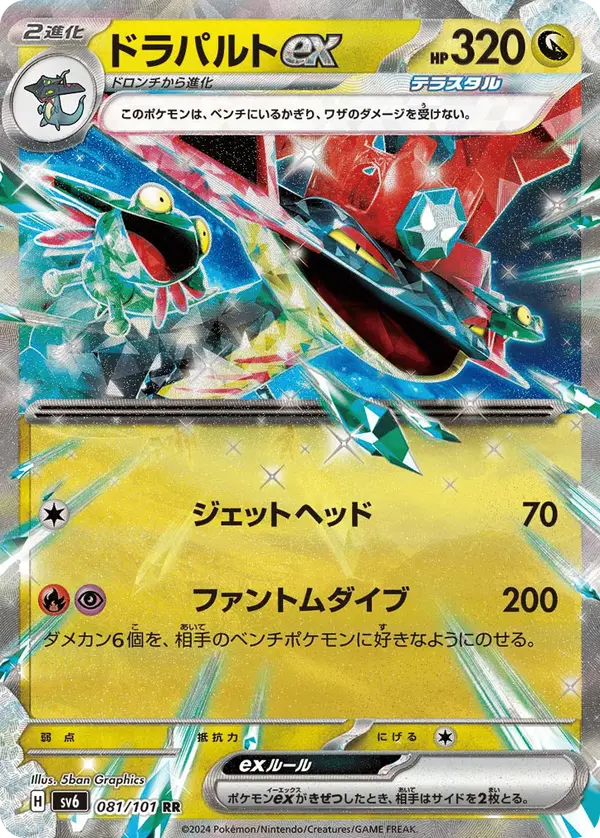 2進化
ドラパルトex
HP320
ドロンチから進化
テラスタル
このポケモンは、ベンチにいるかぎり、ワザのダメージを受けない。
ジェットヘッド 70
ファントムダイブ 200
ダメカン6個を、相手のベンチポケモンに好きなようにのせる。
弱点 抵抗力 にげる
Illus. 5ban Graphics
exルール
ポケモンexがきぜつしたとき、相手はサイドを2枚とる。
H sv6 081/101 RR
©2024 Pokémon/Nintendo/Creatures/GAME FREAK.